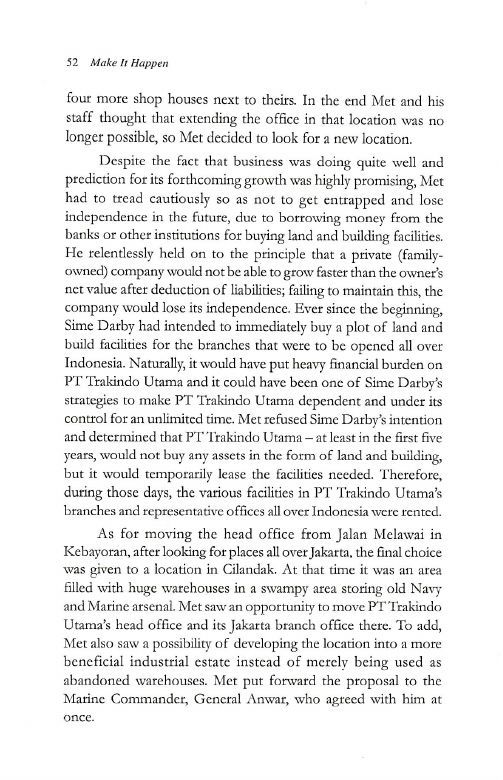 52 Make It Happen
four more shop houses next to theirs. In the end Met and his
staff thought that extending the office in that location was no
longer possible, so Met decided to look for a new location.
Despite the fact that business was doing quite well and
prediction for its forthcoming growth was highly promising, Met
had to tread cautiously so as not to get entrapped and lose
independence in the future, due to borrowing money from the
banks or other institutions for buying land and building facilities.
He relentlessly held on to the principle that a private (family-
owned) company would not be able to grow faster than the owner's
net value after deduction of liabilities; failing to maintain this, the
company would lose its independence. Ever since the beginning,
Sime Darby had intended to immediately buy a plot of land and
build facilities for the branches that were to be opened all over
Indonesia. Naturally, it would have put heavy financial burden on
PT Trakindo Utama and it could have been one of Sime Darby's
strategies to make PT Trakindo Utama dependent and under its
control for an unlimited time. Met refused Sime Darby's intention
and determined that PT Trakindo Utama – at least in the first five
years, would not buy any assets in the form of land and building,
but it would temporarily lease the facilities needed. Therefore,
during those days, the various facilities in PT Trakindo Utama's
branches and representative offices all over Indonesia were rented.
As for moving the head office from Jalan Melawai in
Kebayoran, after looking for places all over Jakarta, the final choice
was given to a location in Cilandak. At that time it was an area
filled with huge warehouses in a swampy area storing old Navy
and Marine arsenal. Met saw an opportunity to move PT Trakindo
Utama's head office and its Jakarta branch office there. To add,
Met also saw a possibility of developing the location into a more
beneficial industrial estate instead of merely being used as
abandoned warehouses. Met put forward the proposal to the
Marine Commander, General Anwar, who agreed with him at
once.